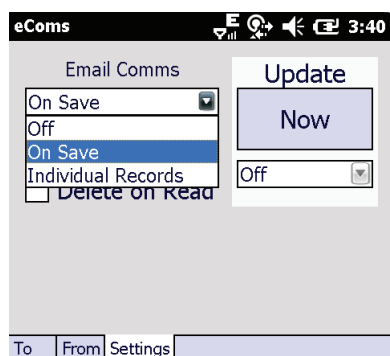 eComs E 3:40
Email Comms
On Save
Off
On Save
Individual Records
Delete on Read
Update
Now
Off
To From Settings